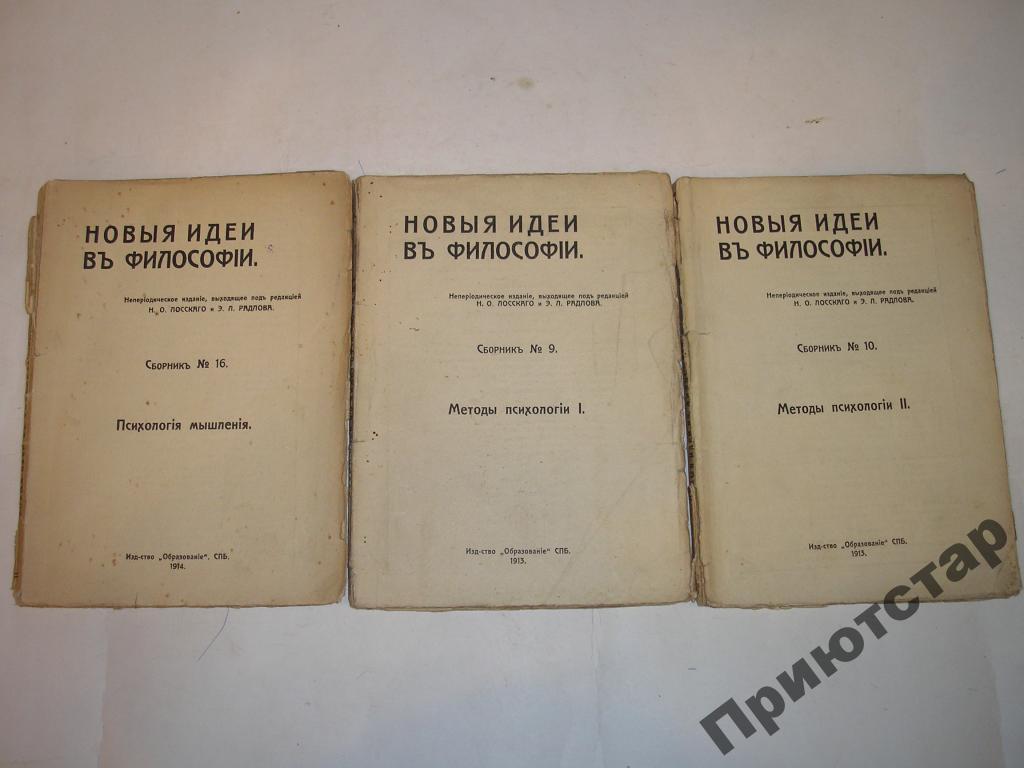 НОВЫЯ ИДЕИ
ВЪ ФИЛОСОФІИ.
Неперіодическое изданіе, выходящее подъ редакціей
Н. О. ЛОССКАГО и Э. Л. РАДЛОВА.
Сборникъ № 16.
Психологія мышленія.
Изд-ство „Образованіе“, СПБ.
1914.
НОВЫЯ ИДЕИ
ВЪ ФИЛОСОФІИ.
Неперіодическое изданіе, выходящее подъ редакціей
Н. О. ЛОССКАГО и Э. Л. РАДЛОВА.
Сборникъ № 9.
Методы психологіи I.
Изд-ство „Образованіе“ СПБ.
1913.
НОВЫЯ ИДЕИ
ВЪ ФИЛОСОФІИ.
Неперіодическое изданіе, выходящее подъ редакціей
Н. О. ЛОССКАГО и Э. Л. РАДЛОВА.
Сборникъ № 10.
Методы психологіи II.
Изд-ство „Образованіе“ СПБ.
1913.
Приютстар